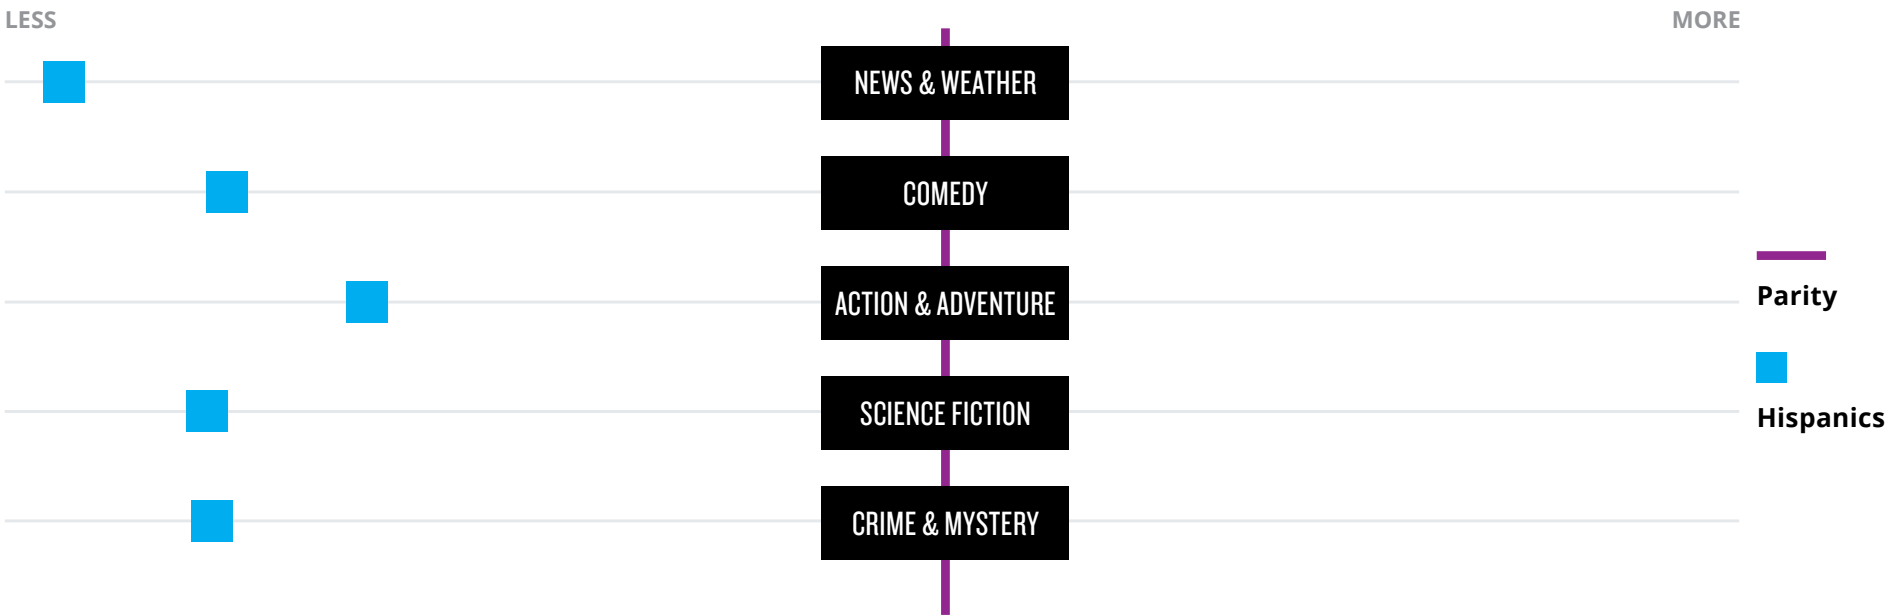 LESS
MORE
NEWS & WEATHER
COMEDY
ACTION & ADVENTURE
SCIENCE FICTION
CRIME & MYSTERY
Parity
Hispanics